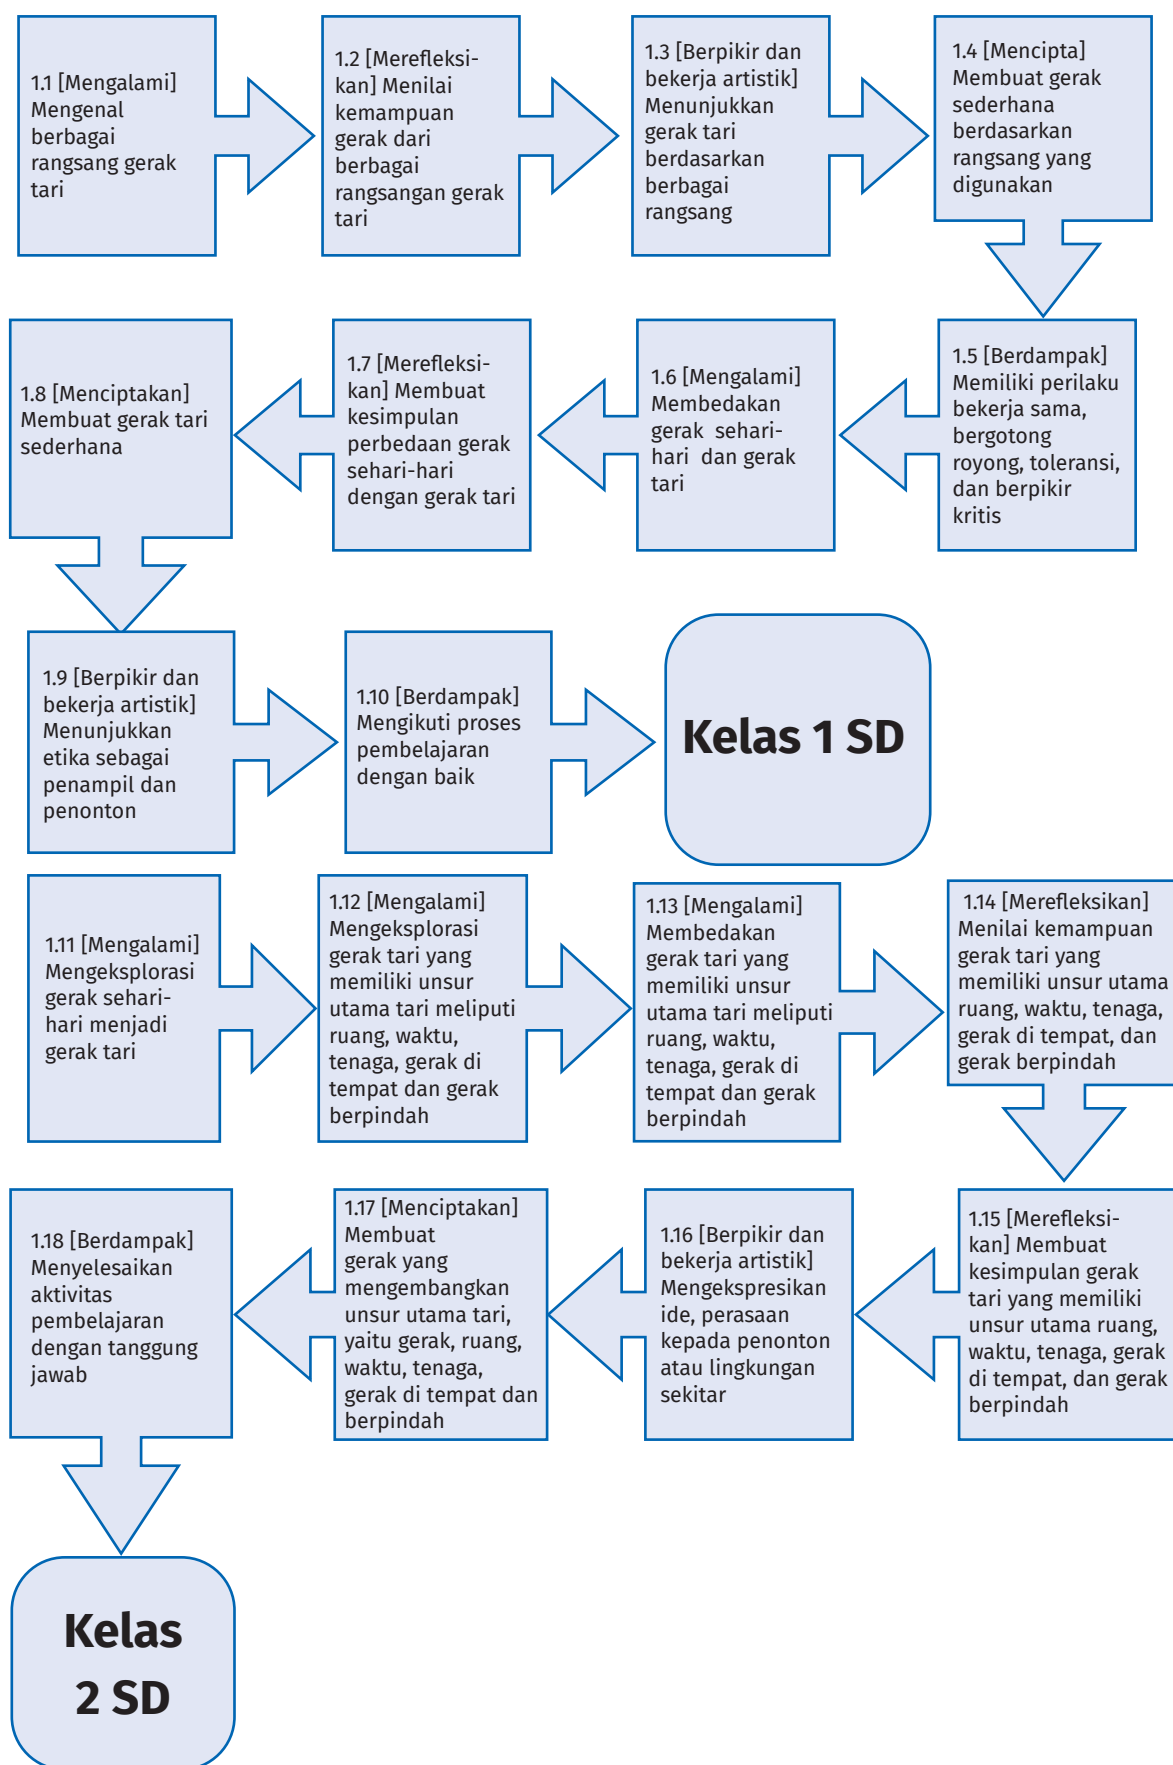 1.1 [Mengalami]
Mengenal
berbagai
rangsang gerak
tari
1.2 [Merefleksi-
kan] Menilai
kemampuan
gerak dari
berbagai
rangsangan gerak
tari
1.3 [Berpikir dan
bekerja artistik]
Menunjukkan
gerak tari
berdasarkan
berbagai
rangsang
1.4 [Mencipta]
Membuat gerak
sederhana
berdasarkan
rangsang yang
digunakan
1.5 [Berdampak]
Memiliki perilaku
bekerja sama,
bergotong
royong, toleransi,
dan berpikir
kritis
1.6 [Mengalami]
Membedakan
gerak sehari-
hari dan gerak
tari
1.7 [Merefleksi-
kan] Membuat
kesimpulan
perbedaan gerak
sehari-hari
dengan gerak tari
1.8 [Menciptakan]
Membuat gerak tari
sederhana
1.9 [Berpikir dan
bekerja artistik]
Menunjukkan
etika sebagai
penampil dan
penonton
1.10 [Berdampak]
Mengikuti proses
pembelajaran
dengan baik
Kelas 1 SD
1.11 [Mengalami]
Mengeksplorasi
gerak sehari-
hari menjadi
gerak tari
1.12 [Mengalami]
Mengeksplorasi
gerak tari yang
memiliki unsur
utama tari meliputi
ruang, waktu,
tenaga, gerak di
tempat dan gerak
berpindah
1.13 [Mengalami]
Membedakan
gerak tari yang
memiliki unsur
utama tari meliputi
ruang, waktu,
tenaga, gerak di
tempat dan gerak
berpindah
1.14 [Merefleksikan]
Menilai kemampuan
gerak tari yang
memiliki unsur utama
ruang, waktu, tenaga,
gerak di tempat, dan
gerak berpindah
1.15 [Merefleksi-
kan] Membuat
kesimpulan gerak
tari yang memiliki
unsur utama ruang,
waktu, tenaga, gerak
di tempat, dan gerak
berpindah
1.16 [Berpikir dan
bekerja artistik]
Mengekspresikan
ide, perasaan
kepada penonton
atau lingkungan
sekitar
1.17 [Menciptakan]
Membuat
gerak yang
mengembangkan
unsur utama tari,
yaitu gerak, ruang,
waktu, tenaga,
gerak di tempat dan
berpindah
1.18 [Berdampak]
Menyelesaikan
aktivitas
pembelajaran
dengan tanggung
jawab
Kelas
2 SD